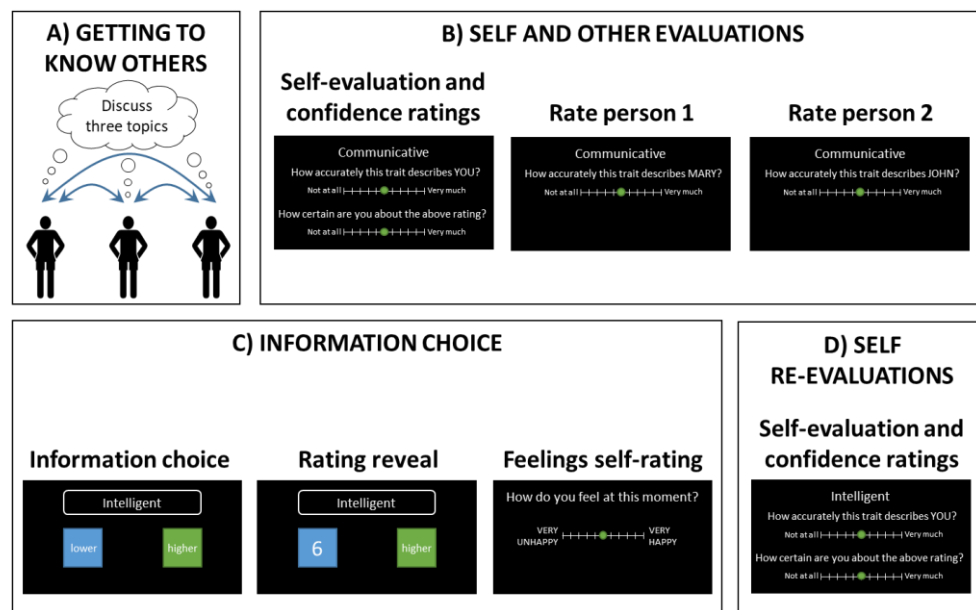 A) GETTING TO
KNOW OTHERS
Discuss
three topics
B) SELF AND OTHER EVALUATIONS
Self-evaluation and
confidence ratings
Communicative
How accurately this trait describes YOU?
Not at all Very much
How certain are you about the above rating?
Not at all Very much
Rate person 1
Communicative
How accurately this trait describes MARY?
Not at all Very much
Rate person 2
Communicative
How accurately this trait describes JOHN?
Not at all Very much
C) INFORMATION CHOICE
Information choice
Intelligent
lower higher
Rating reveal
Intelligent
6 higher
Feelings self-rating
How do you feel at this moment?
VERY VERY
UNHAPPY HAPPY
D) SELF
RE-EVALUATIONS
Self-evaluation and
confidence ratings
Intelligent
How accurately this trait describes YOU?
Not at all Very much
How certain are you about the above rating?
Not at all Very much